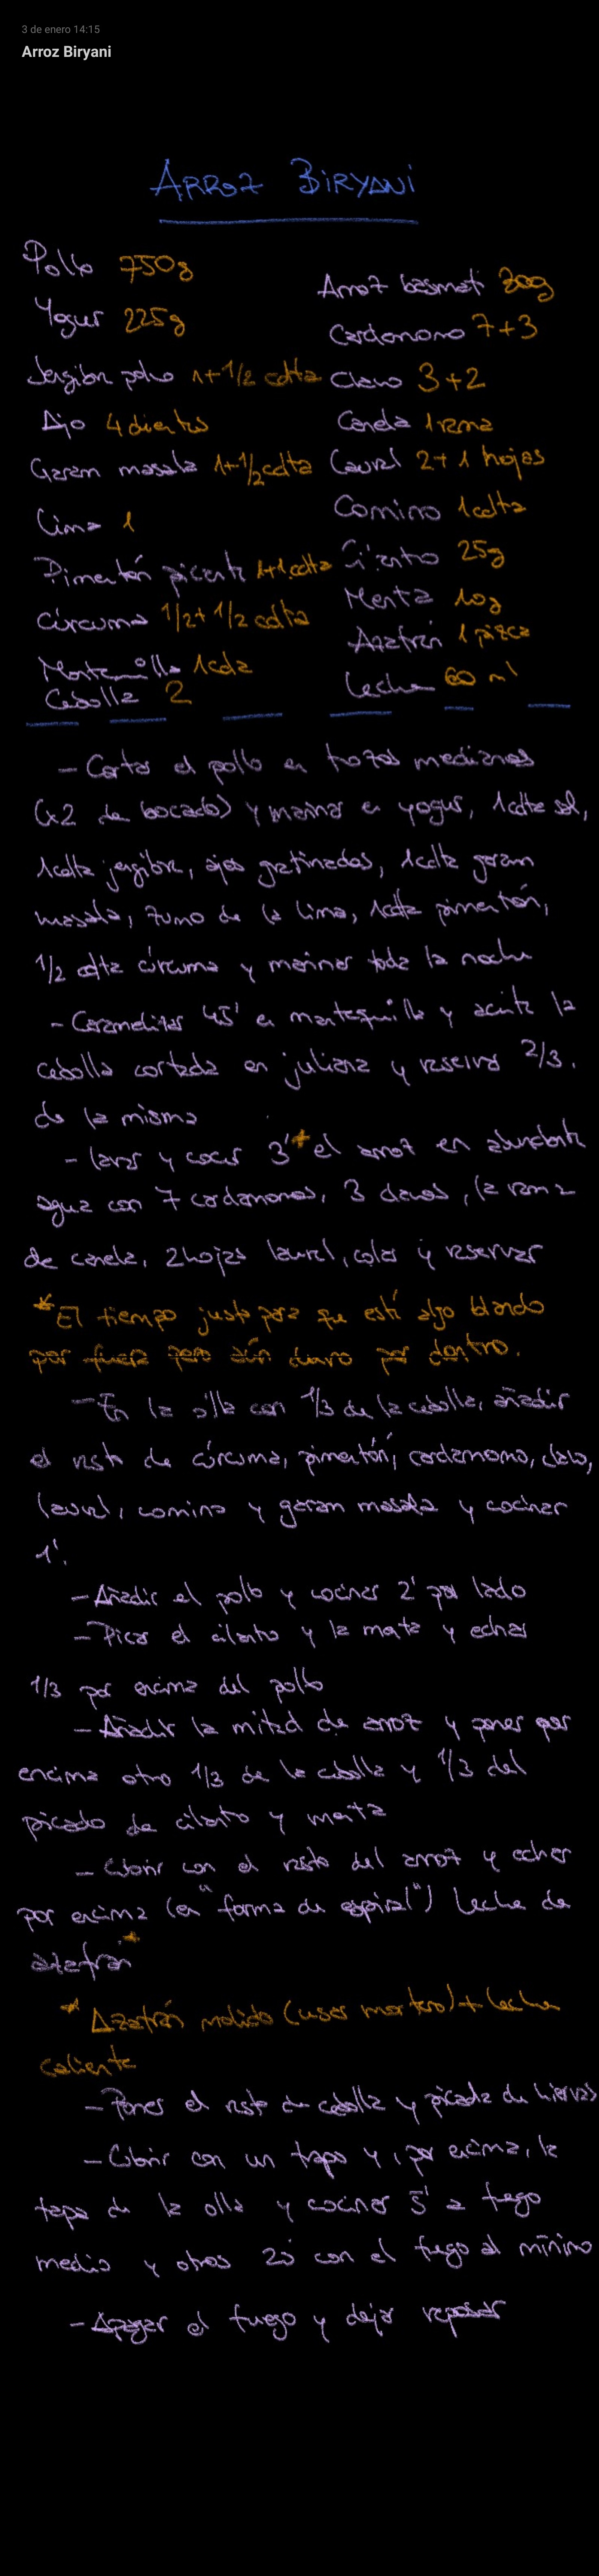 3 de enero 14:15
Arroz Biryani
ARROZ BIRYANI
Pollo 750g
Yogur 225g
Jengibre polvo 1+1/2 cdta
Ajo 4 dientes
Garam masala 1+1/2 cdta
Lima 1
Pimentón picante 1+1 cdta
Cúrcuma 1/2+1/2 cdta
Mantequilla 1cda
Cebolla 2
Arroz basmati 300g
Cardamomo 7+3
Clavo 3+2
Canela 1 rama
Laurel 2+1 hojas
Comino 1 cdta
Cilantro 25g
Menta 10g
Azafrán 1 pizca
Leche 60 ml
- Cortar el pollo en trozos medianos
(x2 de bocado) y marinar en yogur, 1cdta sal,
1cdta jengibre, ajos gratinados, 1cdta garam
masala, zumo de la lima, 1cdta pimentón,
1/2 cdta cúrcuma y marinar toda la noche
- Caramelizar 45' en mantequilla y aceite la
cebolla cortada en juliana y reservar 2/3
de la misma
- lavar y cocer 3'* el arroz en abundante
agua con 7 cardamomos, 3 clavos, la rama
de canela, 2 hojas laurel, colar y reservar
* El tiempo justo para que esté algo blando
por fuera pero aún duro por dentro.
- En la olla con 1/3 de la cebolla, añadir
el resto de cúrcuma, pimentón, cardamomo, clavo,
laurel, comino y garam masala y cocinar
1'.
- Añadir el pollo y cocinar 2' por lado
- Picar el cilantro y la menta y echar
1/3 por encima del pollo
- Añadir la mitad de arroz y poner por
encima otro 1/3 de la cebolla y 1/3 del
picado de cilantro y menta
- Cubrir con el resto del arroz y echar
por encima (en "forma de espiral") leche de
azafrán*
* Azafrán molido (usar mortero) + leche
caliente
- Poner el resto de cebolla y picada de hierbas
- Cubrir con un trapo y, por encima, la
tapa de la olla y cocinar 5' a fuego
medio y otros 25' con el fuego al mínimo
- Apagar el fuego y dejar reposar